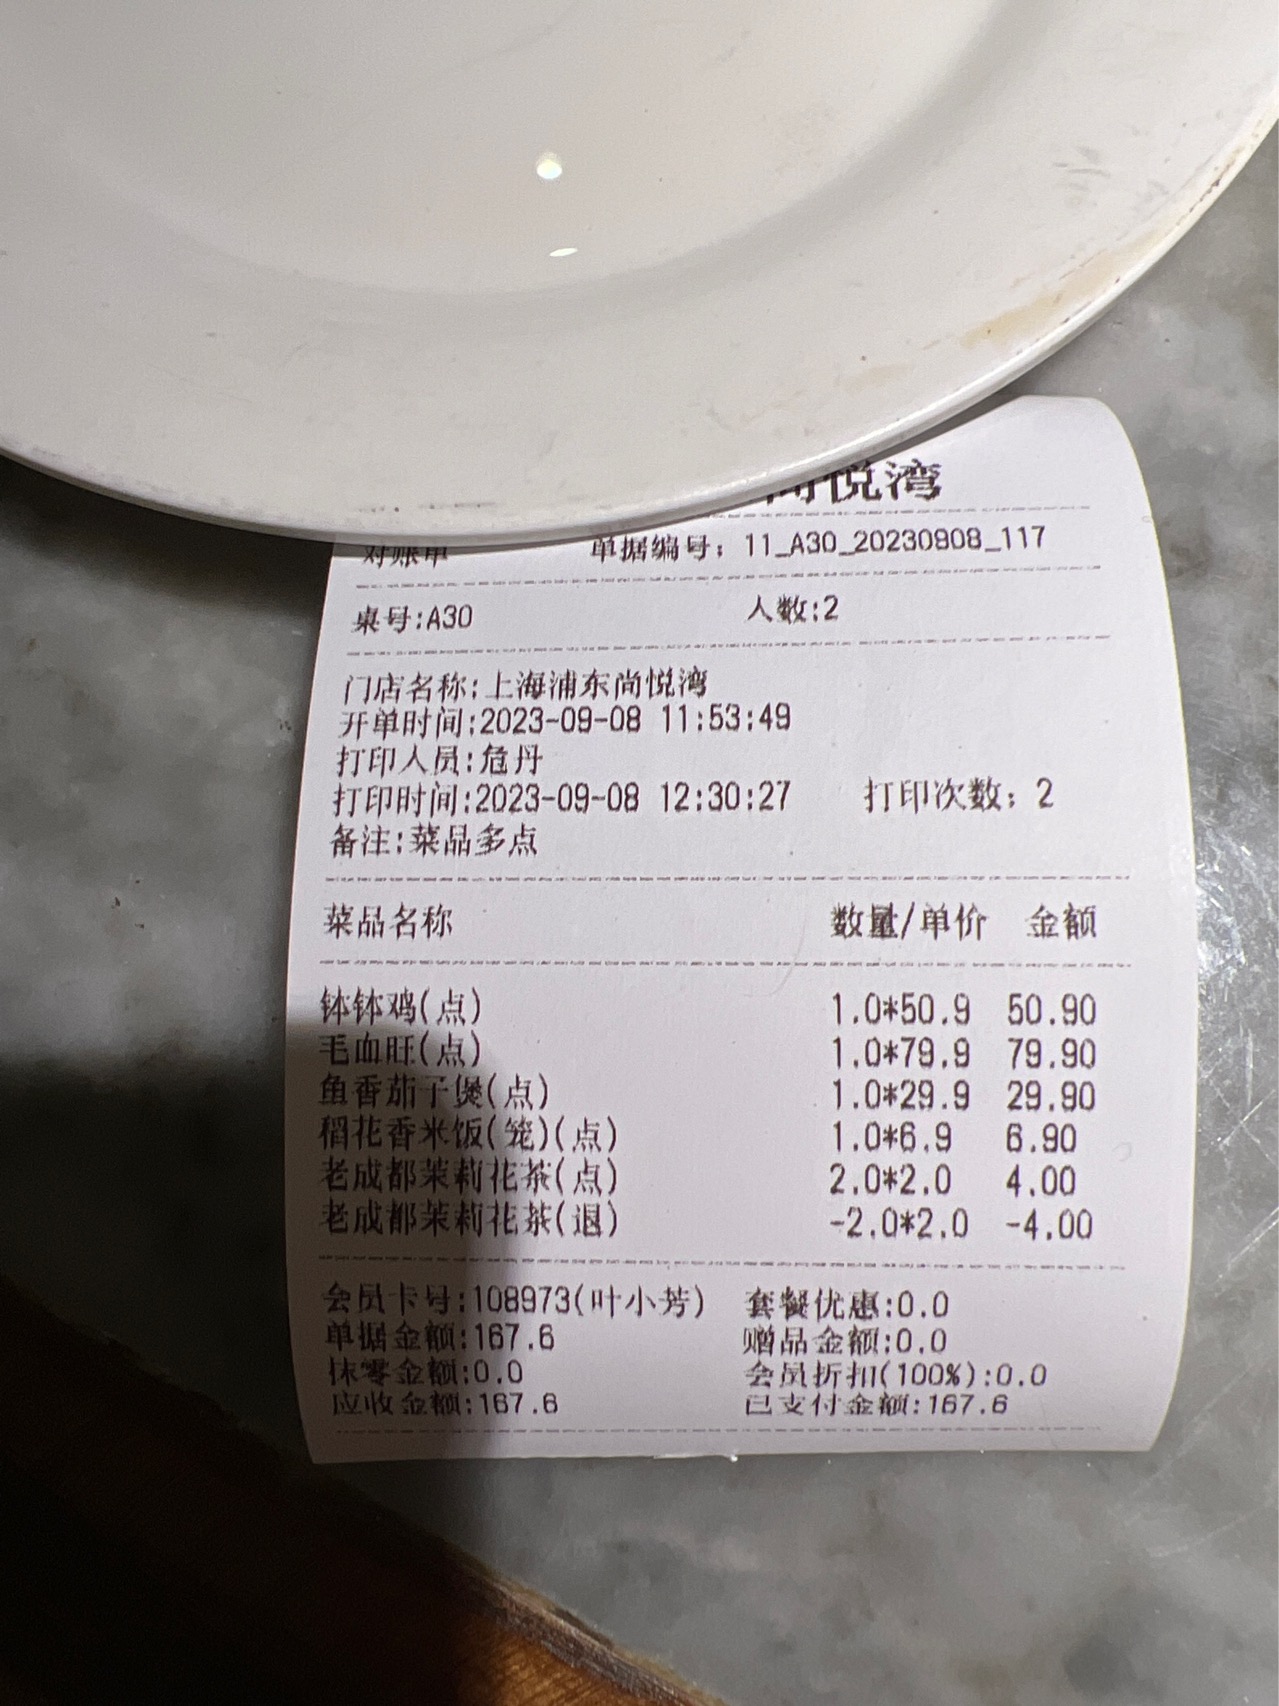 尚悦湾
对账单 单据编号: 11_A30_20230908_117
桌号:A30 人数:2
门店名称:上海浦东尚悦湾
开单时间:2023-09-08 11:53:49
打印人员:危丹
打印时间:2023-09-08 12:30:27 打印次数: 2
备注:菜品多点
菜品名称 数量/单价 金额
钵钵鸡(点) 1.0*50.9 50.90
毛血旺(点) 1.0*79.9 79.90
鱼香茄子煲(点) 1.0*29.9 29.90
稻花香米饭(笼)(点) 1.0*6.9 6.90
老成都茉莉花茶(点) 2.0*2.0 4.00
老成都茉莉花茶(退) -2.0*2.0 -4.00
会员卡号:108973(叶小芳) 套餐优惠:0.0
单据金额:167.6 赠品金额:0.0
抹零金额:0.0 会员折扣(100%):0.0
应收金额:167.6 已支付金额:167.6